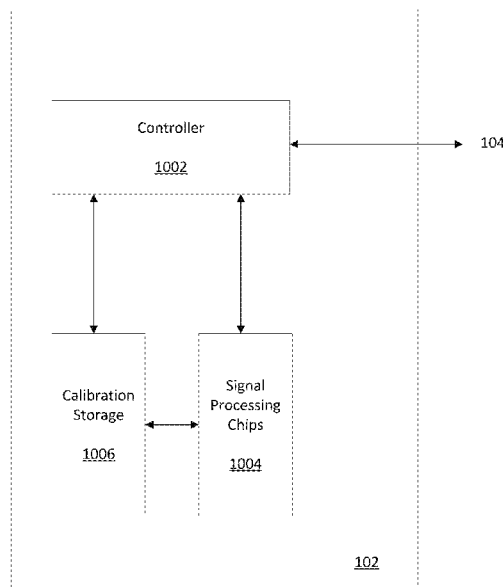 Controller
1002
104
Calibration
Storage
1006
Signal
Processing
Chips
1004
102